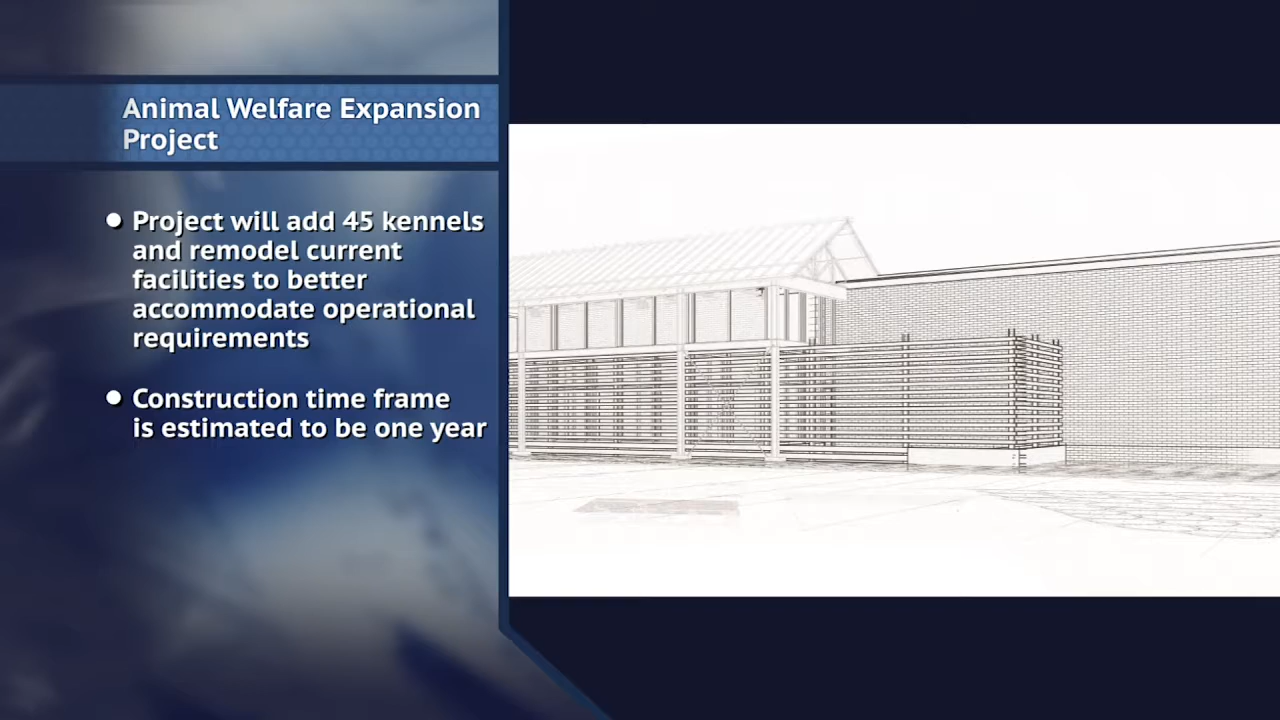 Animal Welfare Expansion
Project
● Project will add 45 kennels
and remodel current
facilities to better
accommodate operational
requirements
● Construction time frame
is estimated to be one year